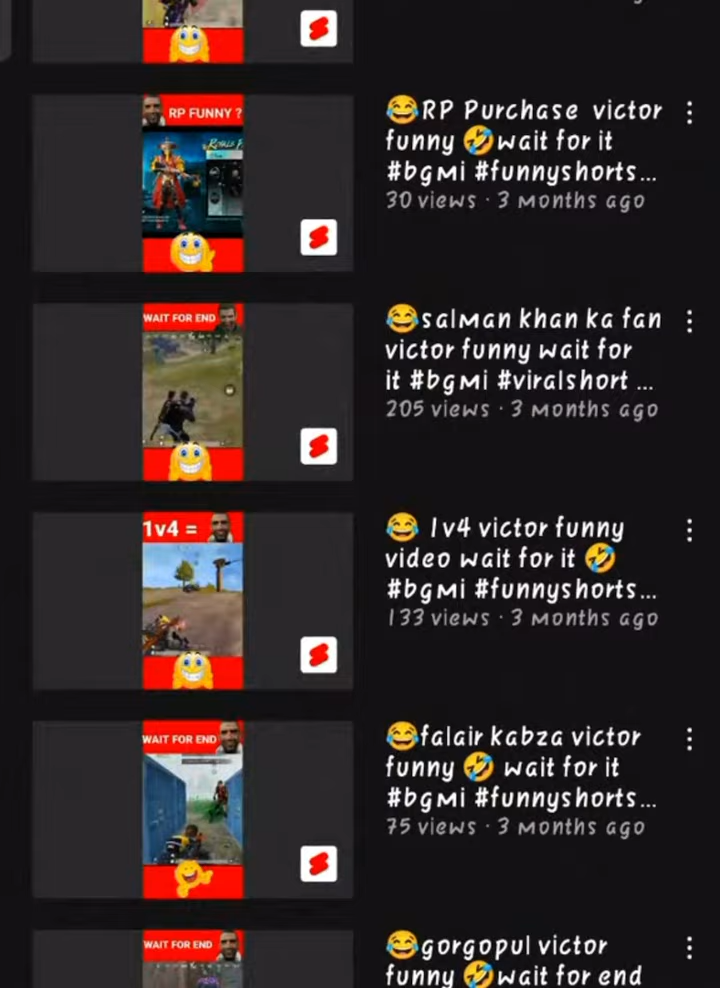 RP FUNNY ?
ROYALE P
😂RP Purchase victor
funny 🤣wait for it
#bgmi #funnyshorts...
30 views · 3 months ago
WAIT FOR END
😂salman khan ka fan
victor funny wait for
it #bgmi #viralshort ...
205 views · 3 months ago
1v4 =
😂 1v4 victor funny
video wait for it 🤣
#bgmi #funnyshorts...
133 views · 3 months ago
WAIT FOR END
😂falair kabza victor
funny 🤣 wait for it
#bgmi #funnyshorts...
75 views · 3 months ago
WAIT FOR END
😂gorgopul victor
funny 🤣wait for end